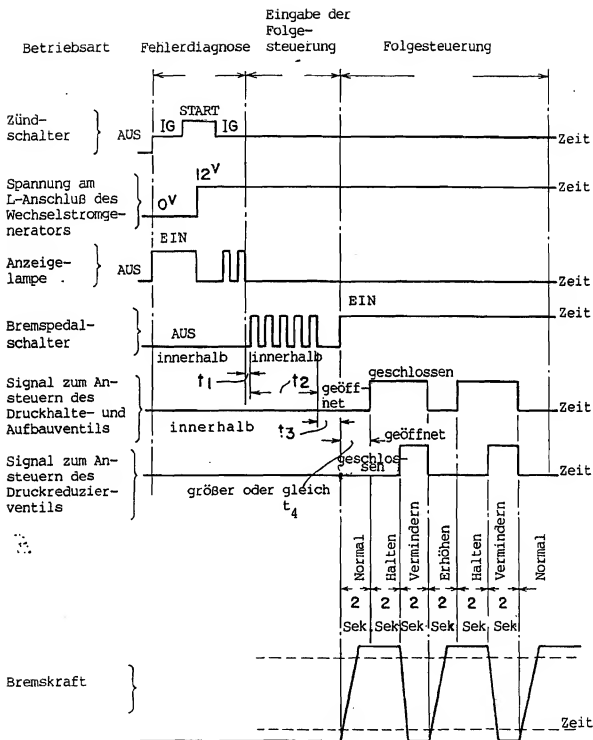 Eingabe der
Folge-
Betriebsart Fehlerdiagnose steuerung Folgesteuerung
START
Zünd-
schalter
AUS IG IG
Zeit
Spannung am
L-Anschluß des
Wechselstromge-
nerators
0V 12V
Zeit
EIN
Anzeige-
lampe
AUS
Zeit
EIN
Zeit
Bremspedal-
schalter
AUS
innerhalb innerhalb
geschlossen
Signal zum An-
steuern des
Druckhalte- und
Aufbauventils
t1 t2 geöff-
net
Zeit
innerhalb t3
geöffnet
Signal zum An-
steuern des
Druckreduzier-
ventils
geschlos-
sen
Zeit
größer oder gleich
t4
Normal Halten Vermindern Erhöhen Halten Vermindern Normal
2 2 2 2 2 2
Sek Sek Sek Sek Sek Sek
Bremskraft
Zeit